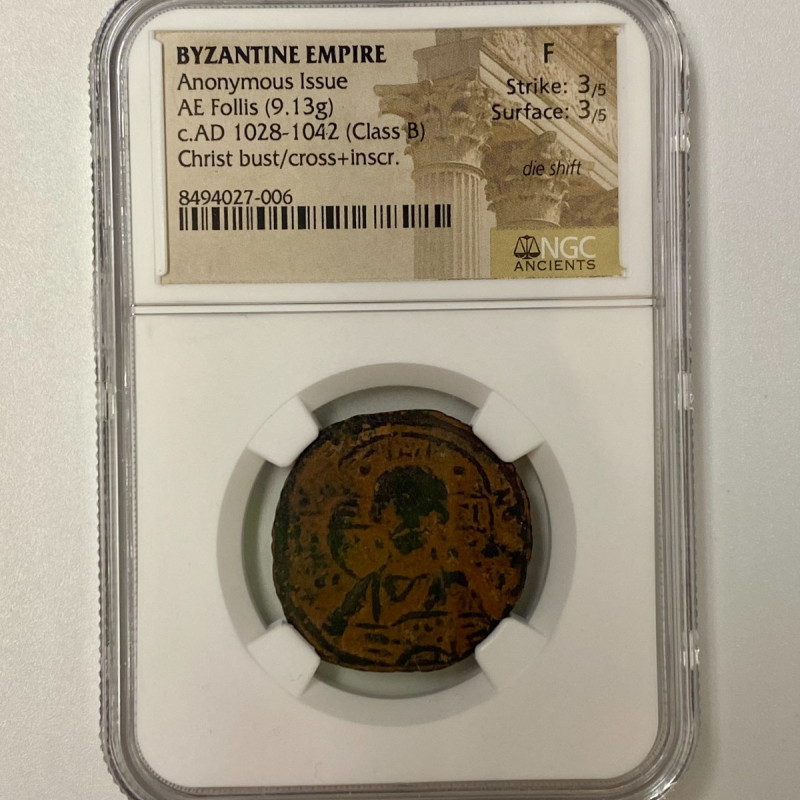 BYZANTINE EMPIRE
Anonymous Issue
AE Follis (9.13g)
c.AD 1028-1042 (Class B)
Christ bust/cross+inscr.
8494027-006
F
Strike: 3/5
Surface: 3/5
die shift
NGC
ANCIENTS